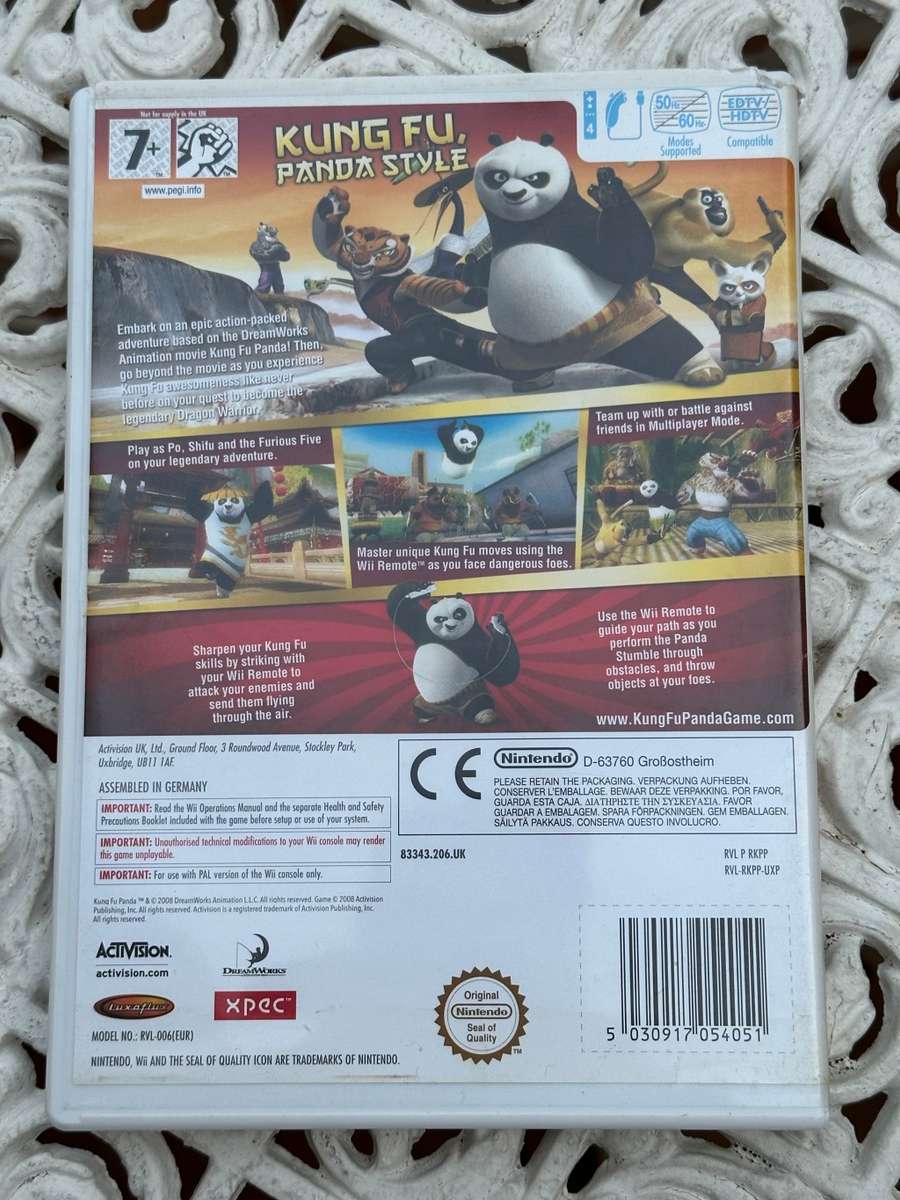 Not for supply in the UK
7+
www.pegi.info
KUNG FU,
PANDA STYLE
4
50Hz
60Hz
Modes
Supported
EDTV/
HDTV
Compatible
Embark on an epic action-packed
adventure based on the DreamWorks
Animation movie Kung Fu Panda! Then,
go beyond the movie as you experience
Kung Fu awesomeness like never
before on your quest to become the
legendary Dragon Warrior.
Play as Po, Shifu and the Furious Five
on your legendary adventure.
Master unique Kung Fu moves using the
Wii Remote™ as you face dangerous foes.
Team up with or battle against
friends in Multiplayer Mode.
Sharpen your Kung Fu
skills by striking with
your Wii Remote to
attack your enemies and
send them flying
through the air.
Use the Wii Remote to
guide your path as you
perform the Panda
Stumble through
obstacles, and throw
objects at your foes.
www.KungFuPandaGame.com
Activision UK, Ltd., Ground Floor, 3 Roundwood Avenue, Stockley Park,
Uxbridge, UB11 1AF.
ASSEMBLED IN GERMANY
IMPORTANT: Read the Wii Operations Manual and the separate Health and Safety
Precautions Booklet included with the game before setup or use of your system.
IMPORTANT: Unauthorised technical modifications to your Wii console may render
this game unplayable.
IMPORTANT: For use with PAL version of the Wii console only.
Kung Fu Panda ™ & © 2008 DreamWorks Animation L.L.C. All rights reserved. Game © 2008 Activision
Publishing, Inc. All rights reserved. Activision is a registered trademark of Activision Publishing, Inc.
All rights reserved.
CE
Nintendo® D-63760 Großostheim
PLEASE RETAIN THE PACKAGING. VERPACKUNG AUFHEBEN.
CONSERVER L'EMBALLAGE. BEWAAR DEZE VERPAKKING. POR FAVOR,
GUARDA ESTA CAJA. ΔΙΑΤΗΡΗΣΤΕ ΤΗΝ ΣΥΣΚΕΥΑΣΙΑ. FAVOR
GUARDAR A EMBALAGEM. SPARA FÖRPACKNINGEN. GEM EMBALLAGEN.
SÄILYTÄ PAKKAUS. CONSERVA QUESTO INVOLUCRO.
83343.206.UK
RVL P RKPP
RVL-RKPP-UXP
ACTIVISION.
activision.com
DREAMWORKS
Luxoflux
XPEC™
MODEL NO.: RVL-006(EUR)
NINTENDO, Wii AND THE SEAL OF QUALITY ICON ARE TRADEMARKS OF NINTENDO.
Original
Nintendo
Seal of
Quality
TM
5 030917 054051